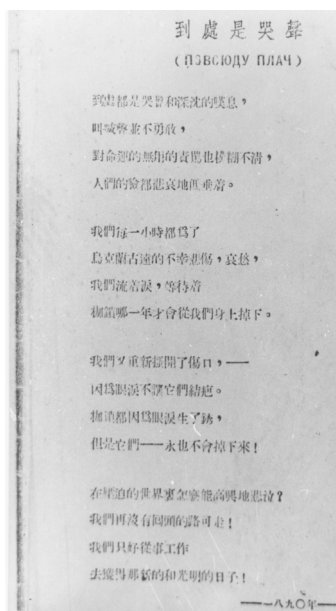 到處是哭聲
(ПОВСЮДУ ПЛАЧ)
到處都是哭聲和深沈的嘆息，
叫喊聲並不勇敢，
對命運的無限的責罵也模糊不清，
人們的臉都悲哀地低垂着。
我們每一小時都爲了
烏克蘭古遠的不幸悲傷，哀愁，
我們流着淚，等待着
枷鎖哪一年才會從我們身上掉下。
我們又重新揭開了傷口，——
因爲眼淚不讓它們結疤。
枷鎖都因爲眼淚生了銹，
但是它們——永也不會掉下來！
在 的世界裏怎麼能高興地悲泣？
我們再沒有回頭的路可走！
我們只好從事工作
去獲得那新的和光明的日子！
——一八九〇年——